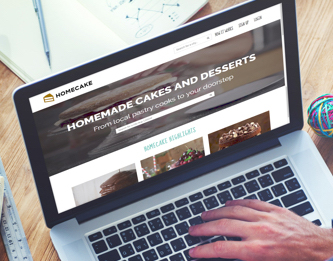 HOMECAKE
HOW IT WORKS SIGN UP LOGIN
HOMEMADE CAKES AND DESSERTS
From local pastry cooks to your doorstep
HOMECAKE HIGHLIGHTS